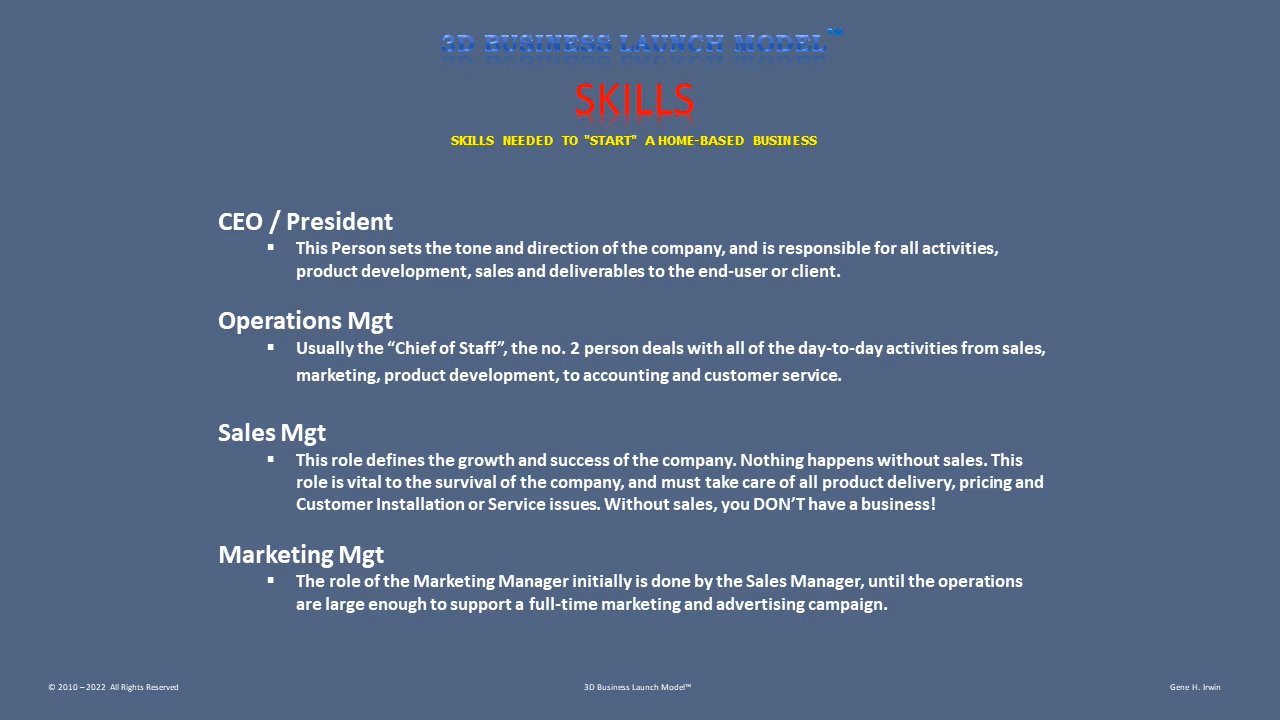 3D BUSINESS LAUNCH MODEL™
SKILLS
SKILLS NEEDED TO "START" A HOME-BASED BUSINESS
CEO / President
▪ This Person sets the tone and direction of the company, and is responsible for all activities,
product development, sales and deliverables to the end-user or client.
Operations Mgt
▪ Usually the “Chief of Staff”, the no. 2 person deals with all of the day-to-day activities from sales,
marketing, product development, to accounting and customer service.
Sales Mgt
▪ This role defines the growth and success of the company. Nothing happens without sales. This
role is vital to the survival of the company, and must take care of all product delivery, pricing and
Customer Installation or Service issues. Without sales, you DON’T have a business!
Marketing Mgt
▪ The role of the Marketing Manager initially is done by the Sales Manager, until the operations
are large enough to support a full-time marketing and advertising campaign.
© 2010 – 2022 All Rights Reserved
3D Business Launch Model™
Gene H. Irwin